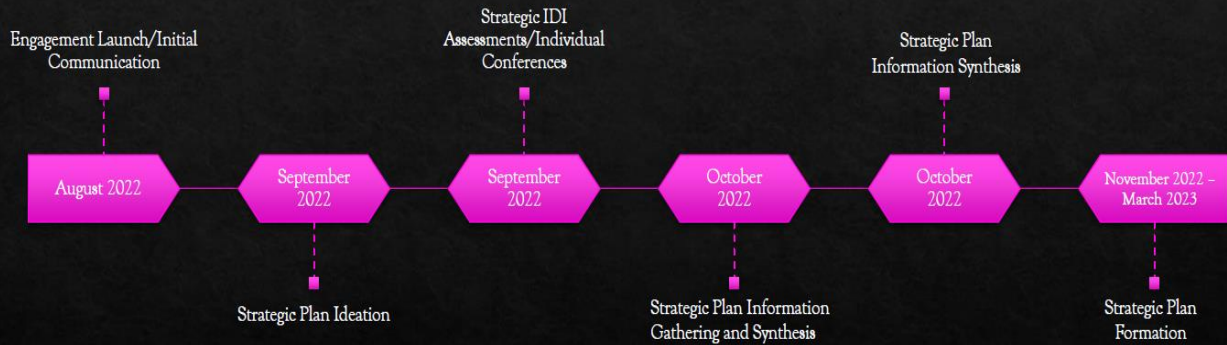 Engagement Launch/Initial
Communication
Strategic IDI
Assessments/Individual
Conferences
Strategic Plan
Information Synthesis
August 2022
September
2022
September
2022
October
2022
October
2022
November 2022 –
March 2023
Strategic Plan Ideation
Strategic Plan Information
Gathering and Synthesis
Strategic Plan
Formation